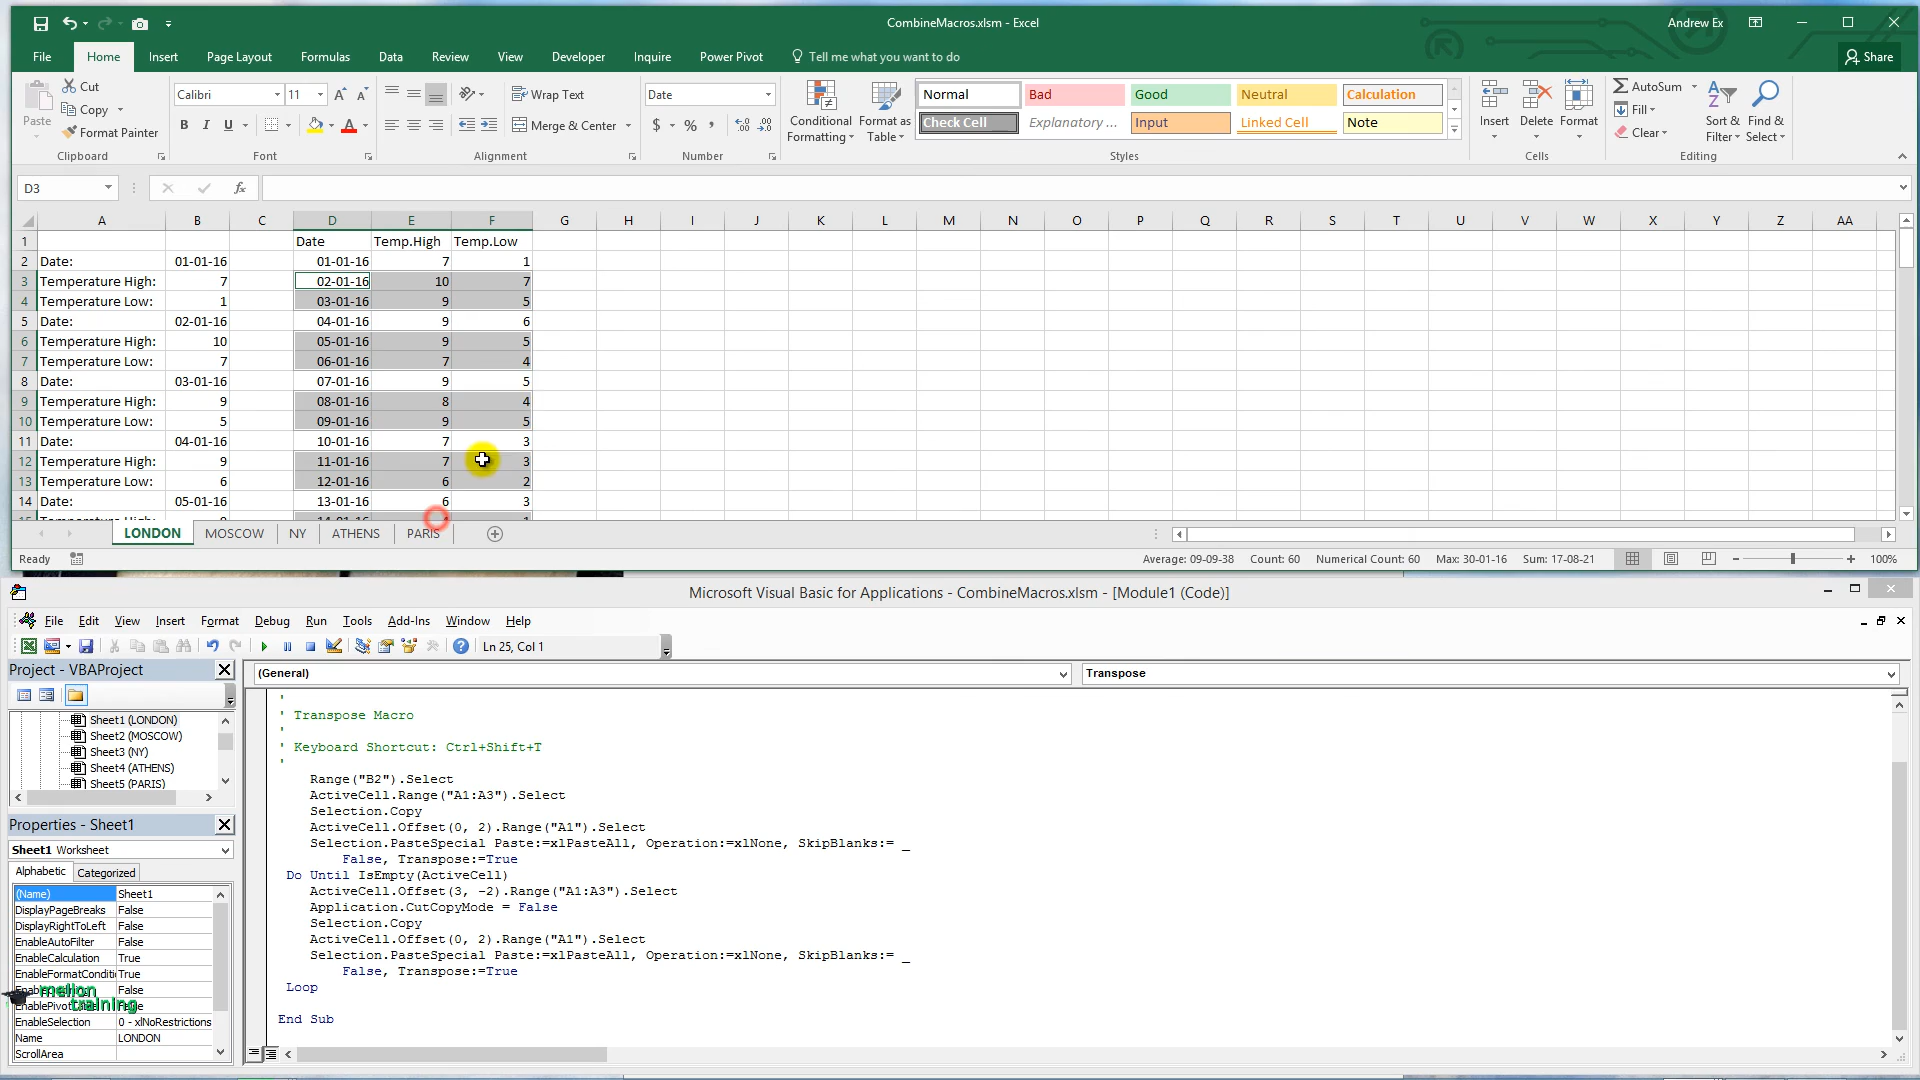 CombineMacros.xlsm - Excel
Andrew Ex
File Home Insert Page Layout Formulas Data Review View Developer Inquire Power Pivot Tell me what you want to do Share
Paste Cut Copy Format Painter Clipboard
Calibri 11 A A B I U A Font
Wrap Text Merge & Center Alignment
Date $ % , Number
Conditional Formatting Format as Table
Normal Bad Good Neutral Calculation
Check Cell Explanatory ... Input Linked Cell Note
Styles
Insert Delete Format Cells
AutoSum Fill Clear Sort & Filter Find & Select Editing
D3 fx
A B C D E F G H I J K L M N O P Q R S T U V W X Y Z AA
1 Date Temp.High Temp.Low
2 Date: 01-01-16 01-01-16 7 1
3 Temperature High: 7 02-01-16 10 7
4 Temperature Low: 1 03-01-16 9 5
5 Date: 02-01-16 04-01-16 9 6
6 Temperature High: 10 05-01-16 9 5
7 Temperature Low: 7 06-01-16 7 4
8 Date: 03-01-16 07-01-16 9 5
9 Temperature High: 9 08-01-16 8 4
10 Temperature Low: 5 09-01-16 9 5
11 Date: 04-01-16 10-01-16 7 3
12 Temperature High: 9 11-01-16 7 3
13 Temperature Low: 6 12-01-16 6 2
14 Date: 05-01-16 13-01-16 6 3
LONDON MOSCOW NY ATHENS PARIS
Ready Average: 09-09-38 Count: 60 Numerical Count: 60 Max: 30-01-16 Sum: 17-08-21 100%
Microsoft Visual Basic for Applications - CombineMacros.xlsm - [Module1 (Code)]
File Edit View Insert Format Debug Run Tools Add-Ins Window Help
Ln 25, Col 1
Project - VBAProject
Sheet1 (LONDON)
Sheet2 (MOSCOW)
Sheet3 (NY)
Sheet4 (ATHENS)
Sheet5 (PARIS)
Properties - Sheet1
Sheet1 Worksheet
Alphabetic Categorized
(Name) Sheet1
DisplayPageBreaks False
DisplayRightToLeft False
EnableAutoFilter False
EnableCalculation True
EnableFormatConditi True
False
EnablePivot
EnableSelection 0 - xlNoRestrictions
Name LONDON
ScrollArea
mellon training
(General) Transpose
'
' Transpose Macro
'
' Keyboard Shortcut: Ctrl+Shift+T
'
Range("B2").Select
ActiveCell.Range("A1:A3").Select
Selection.Copy
ActiveCell.Offset(0, 2).Range("A1").Select
Selection.PasteSpecial Paste:=xlPasteAll, Operation:=xlNone, SkipBlanks:= _
False, Transpose:=True
Do Until IsEmpty(ActiveCell)
ActiveCell.Offset(3, -2).Range("A1:A3").Select
Application.CutCopyMode = False
Selection.Copy
ActiveCell.Offset(0, 2).Range("A1").Select
Selection.PasteSpecial Paste:=xlPasteAll, Operation:=xlNone, SkipBlanks:= _
False, Transpose:=True
Loop
End Sub